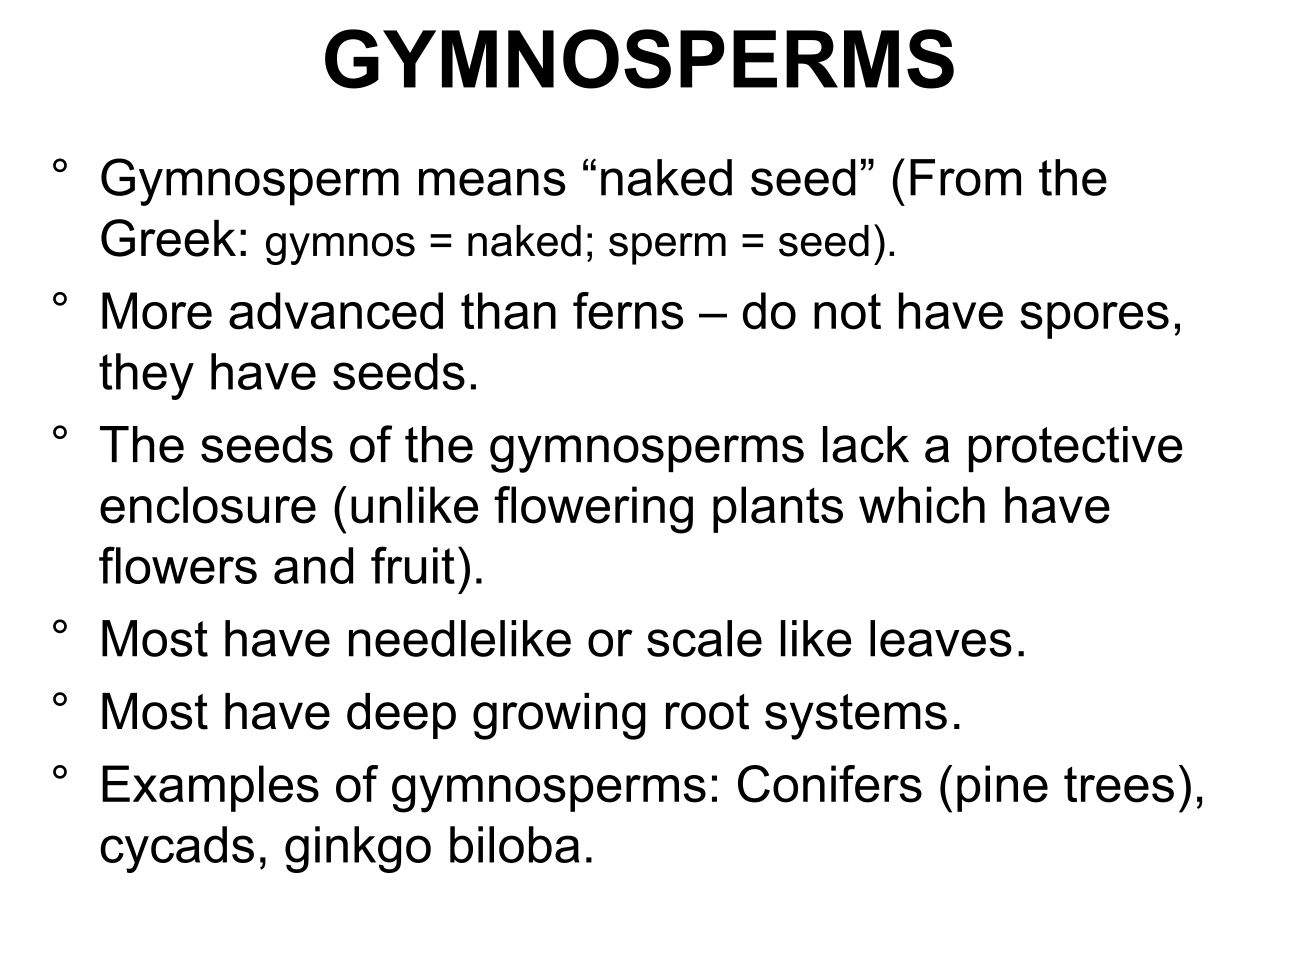 GYMNOSPERMS
° Gymnosperm means “naked seed” (From the
Greek: gymnos = naked; sperm = seed).
° More advanced than ferns – do not have spores,
they have seeds.
° The seeds of the gymnosperms lack a protective
enclosure (unlike flowering plants which have
flowers and fruit).
° Most have needlelike or scale like leaves.
° Most have deep growing root systems.
° Examples of gymnosperms: Conifers (pine trees),
cycads, ginkgo biloba.